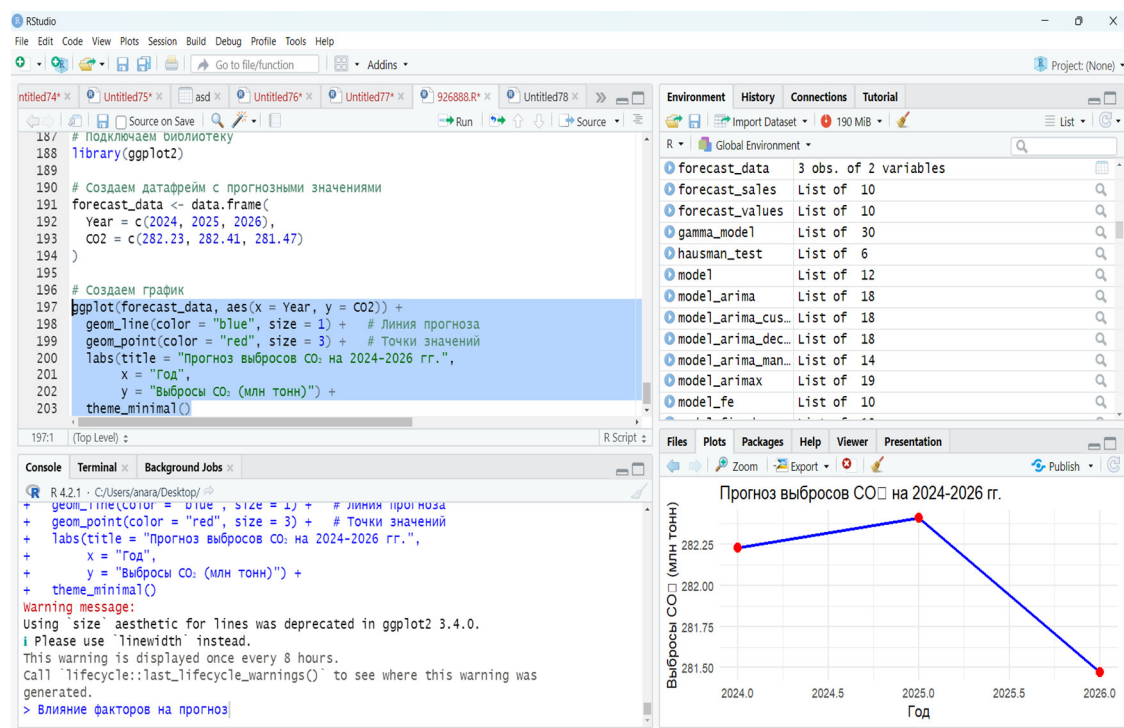 RStudio
File Edit Code View Plots Session Build Debug Profile Tools Help
Go to file/function
Addins
Project: (None)
ntitled74*
Untitled75*
asd
Untitled76*
Untitled77*
926888.R*
Untitled78
Source on Save
Run
Source
187 # Подключаем библиотеку
188 library(ggplot2)
189
190 # Создаем датафрейм с прогнозными значениями
191 forecast_data <- data.frame(
192 Year = c(2024, 2025, 2026),
193 CO2 = c(282.23, 282.41, 281.47)
194 )
195
196 # Создаем график
197 ggplot(forecast_data, aes(x = Year, y = CO2)) +
198 geom_line(color = "blue", size = 1) + # Линия прогноза
199 geom_point(color = "red", size = 3) + # Точки значений
200 labs(title = "Прогноз выбросов CO₂ на 2024-2026 гг.",
201 x = "Год",
202 y = "Выбросы CO₂ (млн тонн)") +
203 theme_minimal()
197:1 (Top Level) R Script
Console Terminal Background Jobs
R 4.2.1 · C:/Users/anara/Desktop/
+ geom_line(color = "blue", size = 1) + # Линия прогноза
+ geom_point(color = "red", size = 3) + # Точки значений
+ labs(title = "Прогноз выбросов CO₂ на 2024-2026 гг.",
+ x = "Год",
+ y = "Выбросы CO₂ (млн тонн)") +
+ theme_minimal()
Warning message:
Using `size` aesthetic for lines was deprecated in ggplot2 3.4.0.
ℹ Please use `linewidth` instead.
This warning is displayed once every 8 hours.
Call `lifecycle::last_lifecycle_warnings()` to see where this warning was
generated.
> Влияние факторов на прогноз
Environment History Connections Tutorial
Import Dataset 190 MiB List
R Global Environment
forecast_data 3 obs. of 2 variables
forecast_sales List of 10
forecast_values List of 10
gamma_model List of 30
hausman_test List of 6
model List of 12
model_arima List of 18
model_arima_cus… List of 18
model_arima_dec… List of 18
model_arima_man… List of 14
model_arimax List of 19
model_fe List of 10
Files Plots Packages Help Viewer Presentation
Zoom Export Publish
Прогноз выбросов CO□ на 2024-2026 гг.
Выбросы CO□ (млн тонн)
282.25
282.00
281.75
281.50
2024.0 2024.5 2025.0 2025.5 2026.0
Год